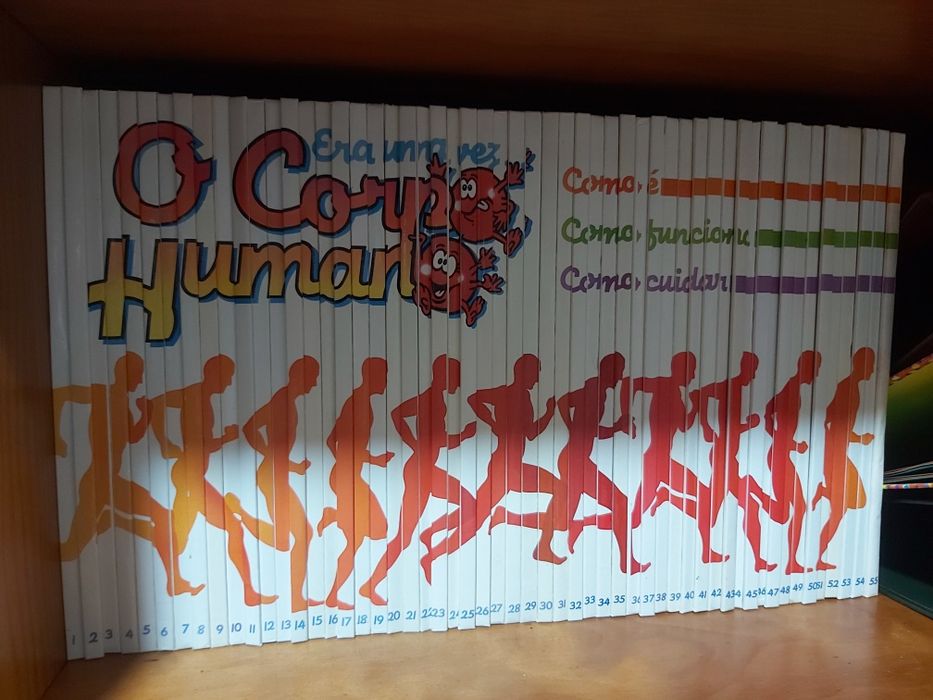 Era uma vez
O Corpo
Humano
Como é
Como funciona
Como cuidar
1 2 3 4 5 6 7 8 9 10 11 12 13 14 15 16 17 18 19 20 21 22 23 24 25 26 27 28 29 30 31 32 33 34 35 36 37 38 39 40 41 42 43 44 45 46 47 48 49 50 51 52 53 54 55